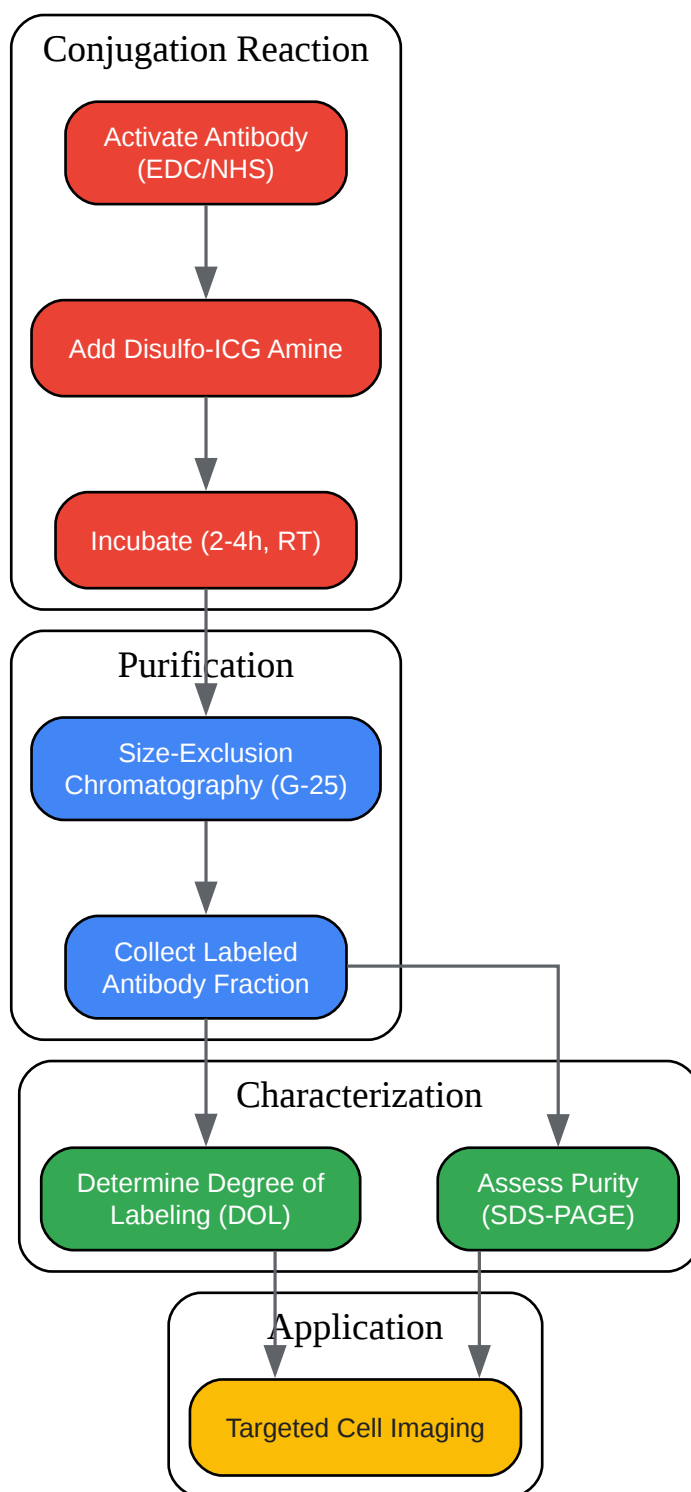 Conjugation Reaction
Activate Antibody
(EDC/NHS)
Add Disulfo-ICG Amine
Incubate (2-4h, RT)
Purification
Size-Exclusion
Chromatography (G-25)
Collect Labeled
Antibody Fraction
Characterization
Determine Degree of
Labeling (DOL)
Assess Purity
(SDS-PAGE)
Application
Targeted Cell Imaging